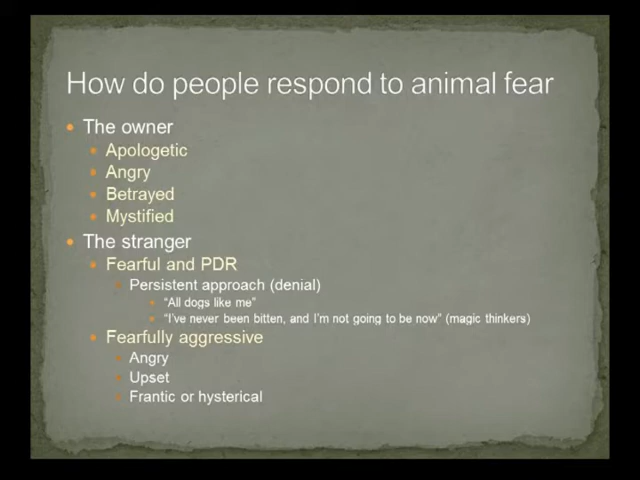 How do people respond to animal fear
The owner
Apologetic
Angry
Betrayed
Mystified
The stranger
Fearful and PDR
Persistent approach (denial)
"All dogs like me"
"I've never been bitten, and I'm not going to be now" (magic thinkers)
Fearfully aggressive
Angry
Upset
Frantic or hysterical